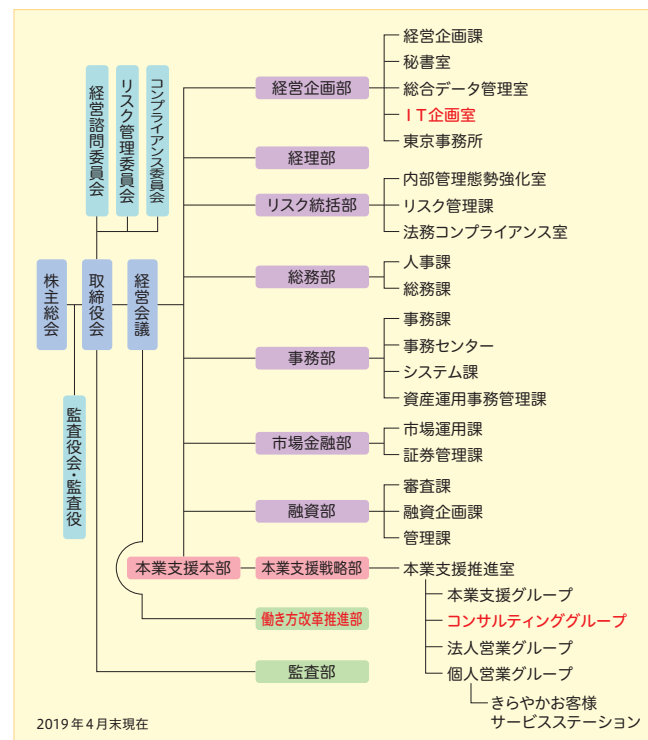 経営諮問委員会
リスク管理委員会
コンプライアンス委員会
株主総会
取締役会
経営会議
監査役会・監査役
経営企画部
経営企画課
秘書室
総合データ管理室
IT企画室
東京事務所
経理部
リスク統括部
内部管理態勢強化室
リスク管理課
法務コンプライアンス室
総務部
人事課
総務課
事務部
事務課
事務センター
システム課
資産運用事務管理課
市場金融部
市場運用課
証券管理課
融資部
審査課
融資企画課
管理課
本業支援本部
本業支援戦略部
本業支援推進室
本業支援グループ
コンサルティンググループ
法人営業グループ
個人営業グループ
きらやかお客様
サービスステーション
働き方改革推進部
監査部
2019年4月末現在